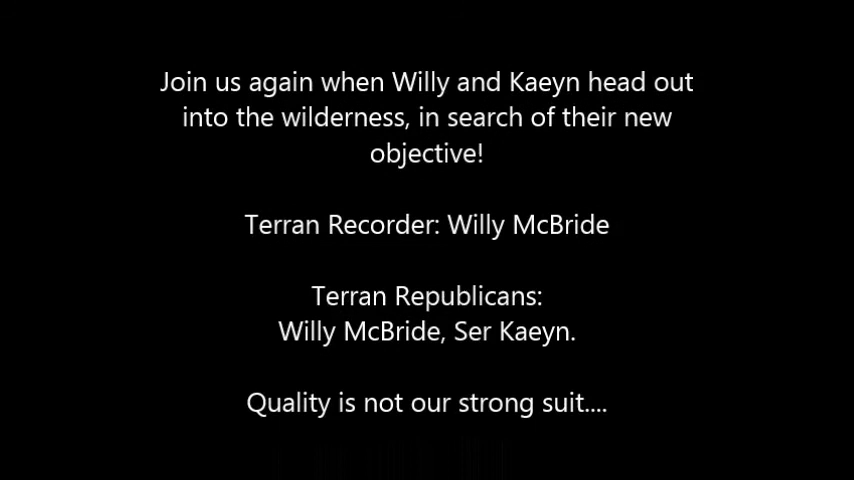 Join us again when Willy and Kaeyn head out
into the wilderness, in search of their new
objective!
Terran Recorder: Willy McBride
Terran Republicans:
Willy McBride, Ser Kaeyn.
Quality is not our strong suit....